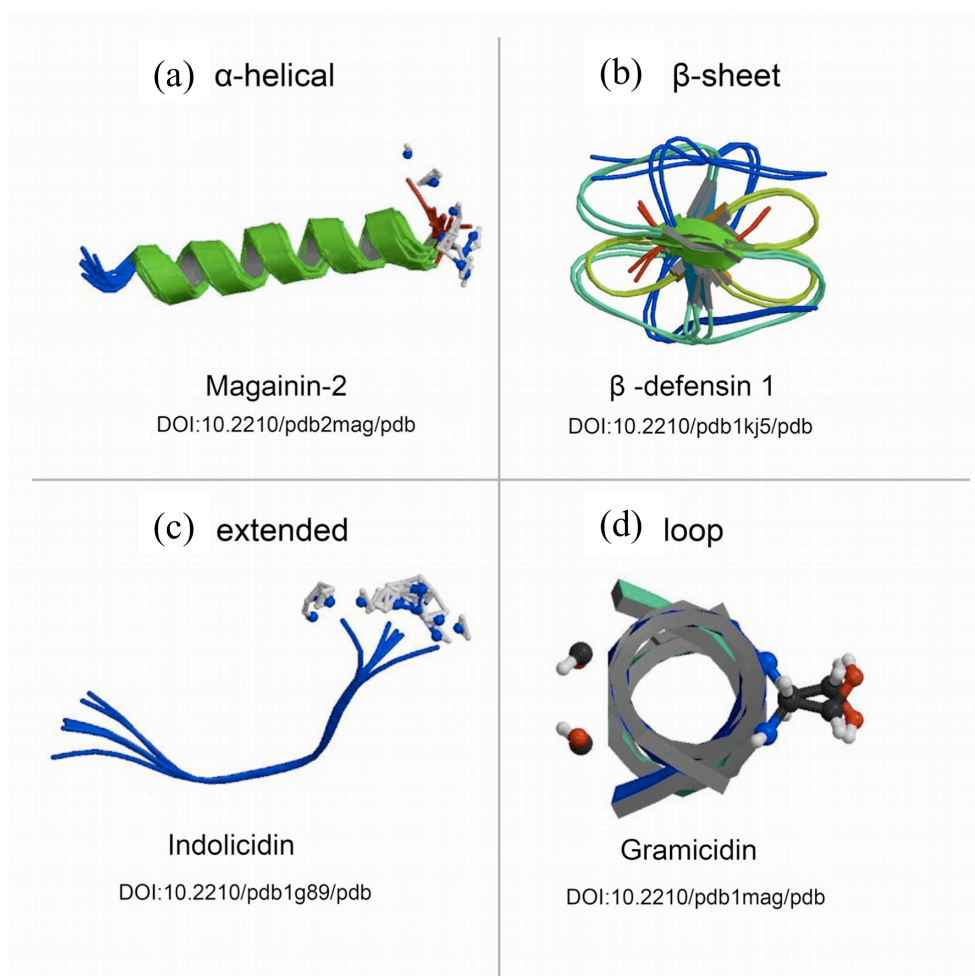 (a) α-helical
(b) β-sheet
Magainin-2
DOI:10.2210/pdb2mag/pdb
β -defensin 1
DOI:10.2210/pdb1kj5/pdb
(c) extended
(d) loop
Indolicidin
DOI:10.2210/pdb1g89/pdb
Gramicidin
DOI:10.2210/pdb1mag/pdb